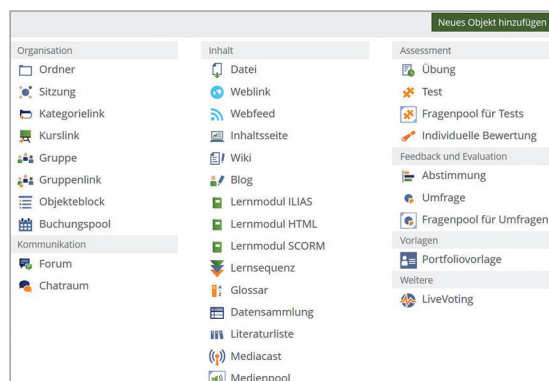 Neues Objekt hinzufügen
Organisation
Ordner
Sitzung
Kategorielink
Kurslink
Gruppe
Gruppenlink
Objekteblock
Buchungspool
Kommunikation
Forum
Chatraum
Inhalt
Datei
Weblink
Webfeed
Inhaltsseite
Wiki
Blog
Lernmodul ILIAS
Lernmodul HTML
Lernmodul SCORM
Lernsequenz
Glossar
Datensammlung
Literaturliste
Mediacast
Medienpool
Assessment
Übung
Test
Fragenpool für Tests
Individuelle Bewertung
Feedback und Evaluation
Abstimmung
Umfrage
Fragenpool für Umfragen
Vorlagen
Portfoliovorlage
Weitere
LiveVoting